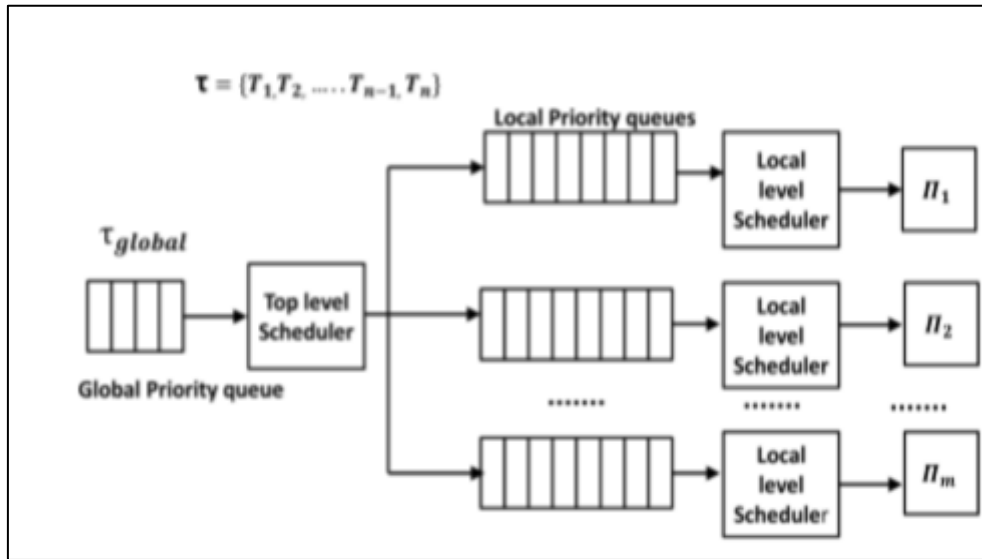 τ = {T₁, T₂, ..... Tₙ₋₁, Tₙ}
Local Priority queues
Local
level
Scheduler
Π₁
τ_global
Top level
Scheduler
Global Priority queue
Local
level
Scheduler
Π₂
.......
.......
.......
Local
level
Scheduler
Πₘ